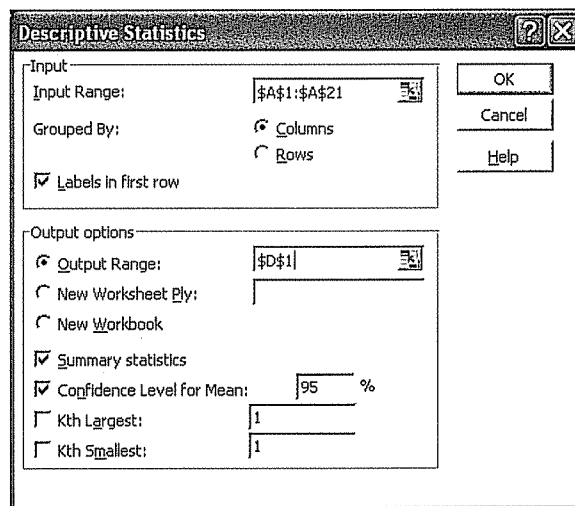 Descriptive Statistics
Input
Input Range: $A$1:$A$21
Grouped By: Columns
Rows
Labels in first row
OK
Cancel
Help
Output options
Output Range: $D$1
New Worksheet Ply:
New Workbook
Summary statistics
Confidence Level for Mean: 95 %
Kth Largest: 1
Kth Smallest: 1